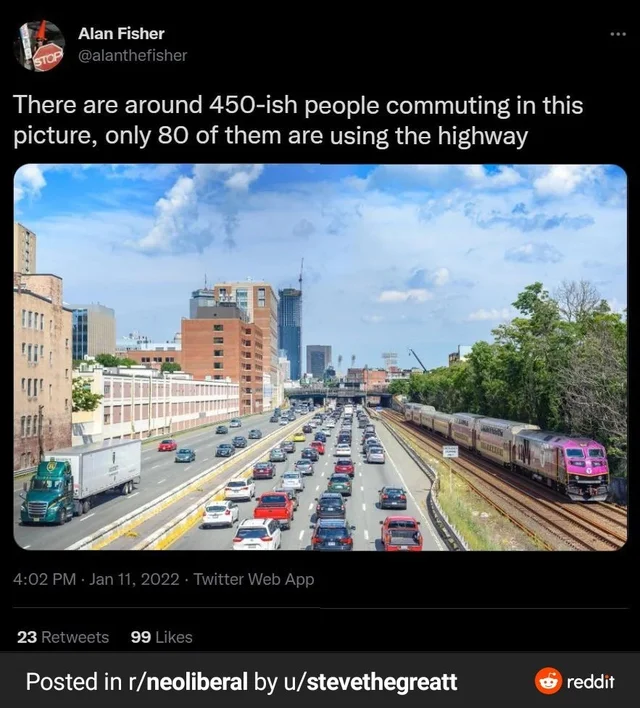 Alan Fisher
@alanthefisher
STOP
There are around 450-ish people commuting in this
picture, only 80 of them are using the highway
4:02 PM · Jan 11, 2022 · Twitter Web App
23 Retweets 99 Likes
Posted in r/neoliberal by u/stevethegreatt
reddit